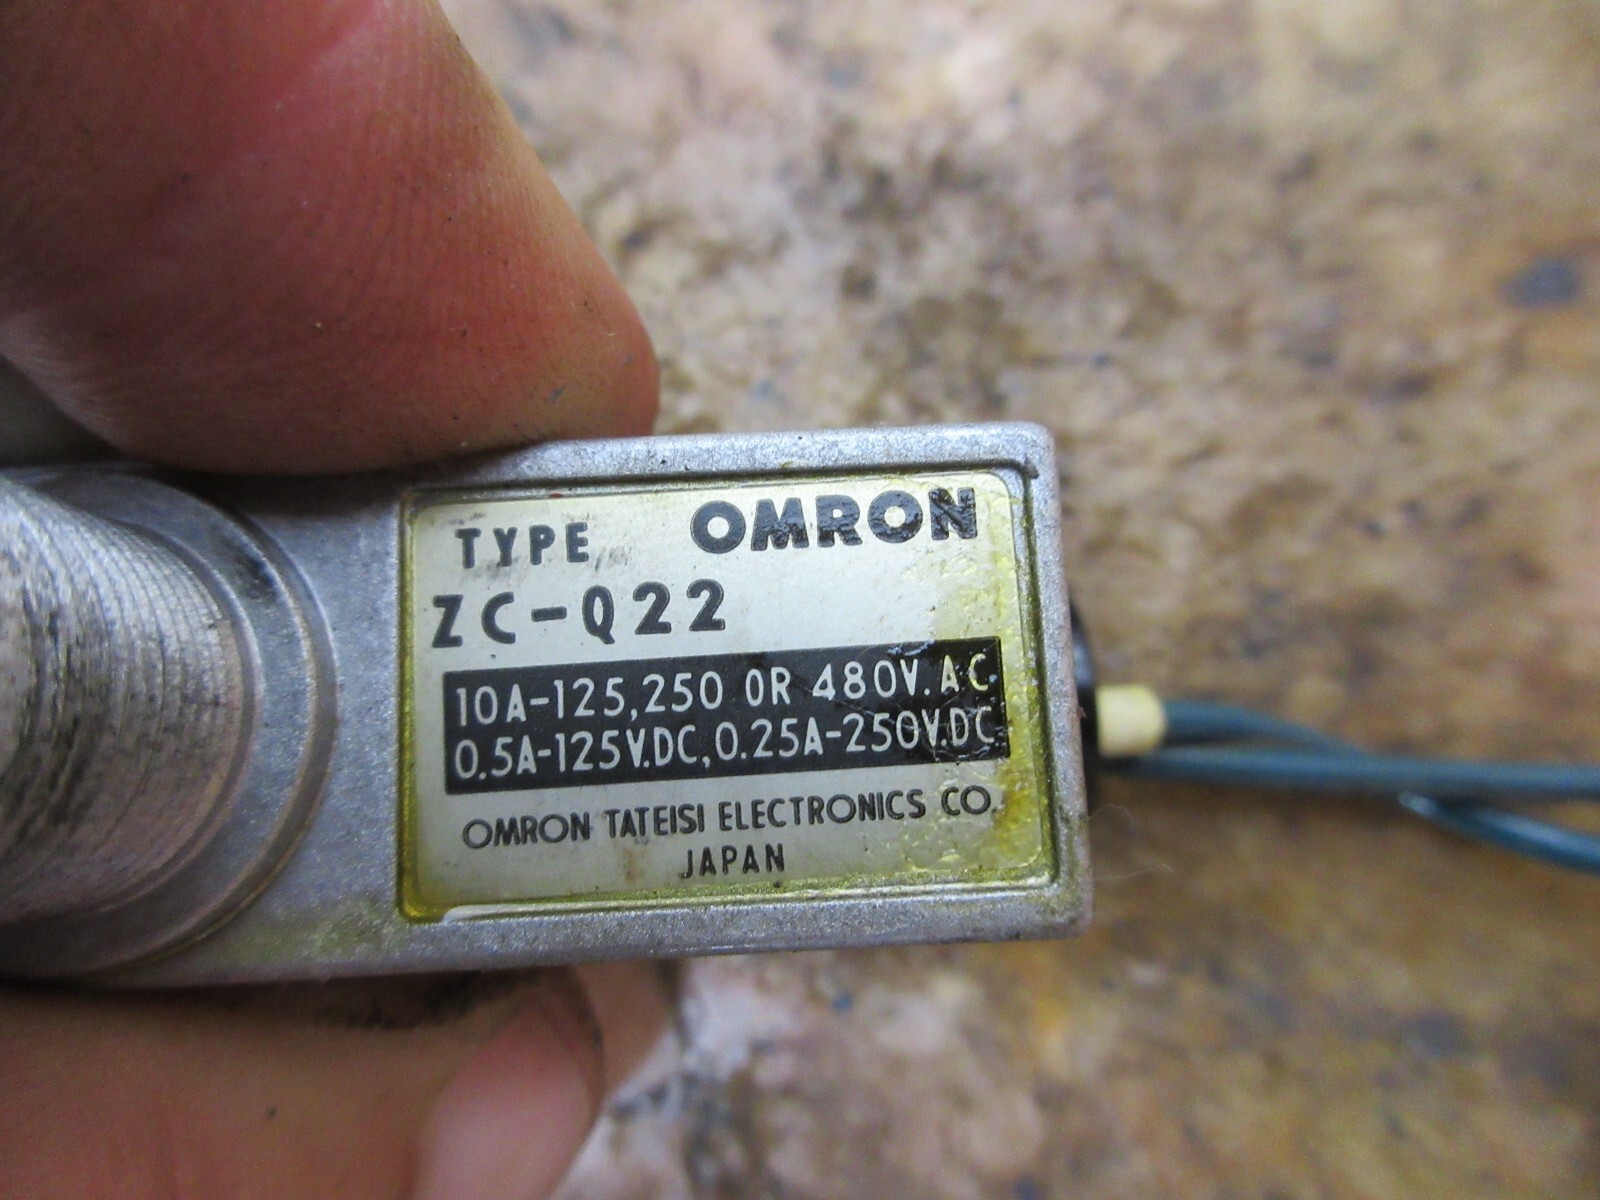 TYPE OMRON
ZC-Q22
10A-125,250 OR 480V.AC.
0.5A-125V.DC,0.25A-250V.DC
OMRON TATEISI ELECTRONICS CO.
JAPAN